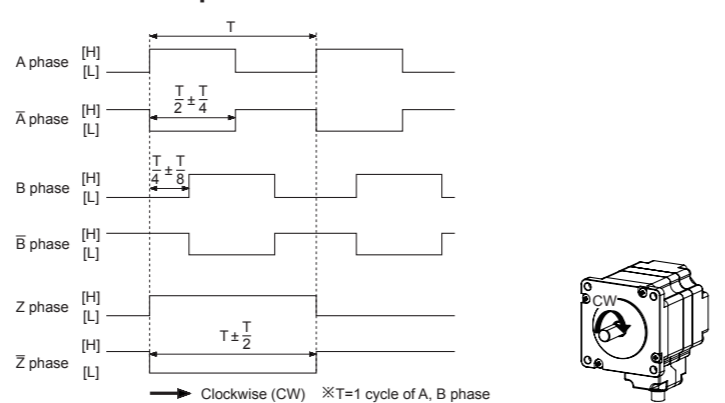 T
A phase [H]
[L]
A̅ phase [H]
[L]
T/2 ± T/4
T/4 ± T/8
B phase [H]
[L]
B̅ phase [H]
[L]
Z phase [H]
[L]
T ± T/2
Z̅ phase [H]
[L]
Clockwise (CW) ※T=1 cycle of A, B phase
CW